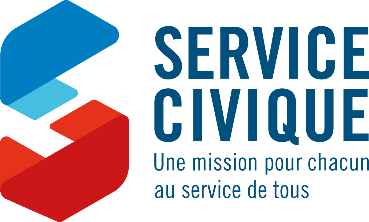 SERVICE
CIVIQUE
Une mission pour chacun
au service de tous